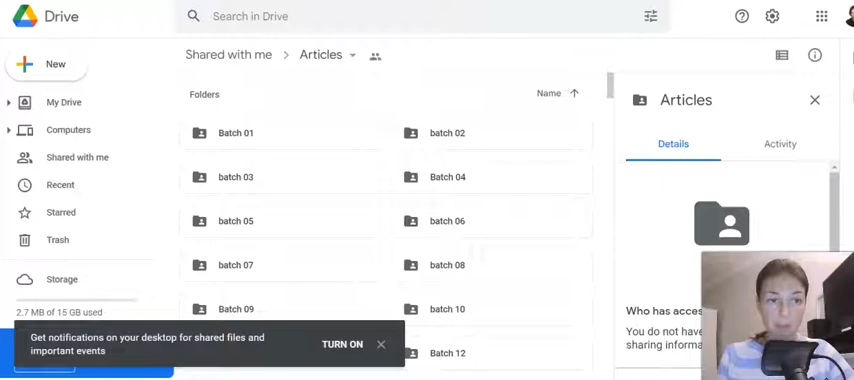 Drive
Search in Drive
New
My Drive
Computers
Shared with me
Recent
Starred
Trash
Storage
2.7 MB of 15 GB used
Shared with me > Articles
Folders
Name
Batch 01
batch 02
batch 03
Batch 04
batch 05
batch 06
batch 07
batch 08
Batch 09
batch 10
Batch 12
Articles
Details
Activity
Who has acces
You do not have
sharing informa
Get notifications on your desktop for shared files and
important events
TURN ON